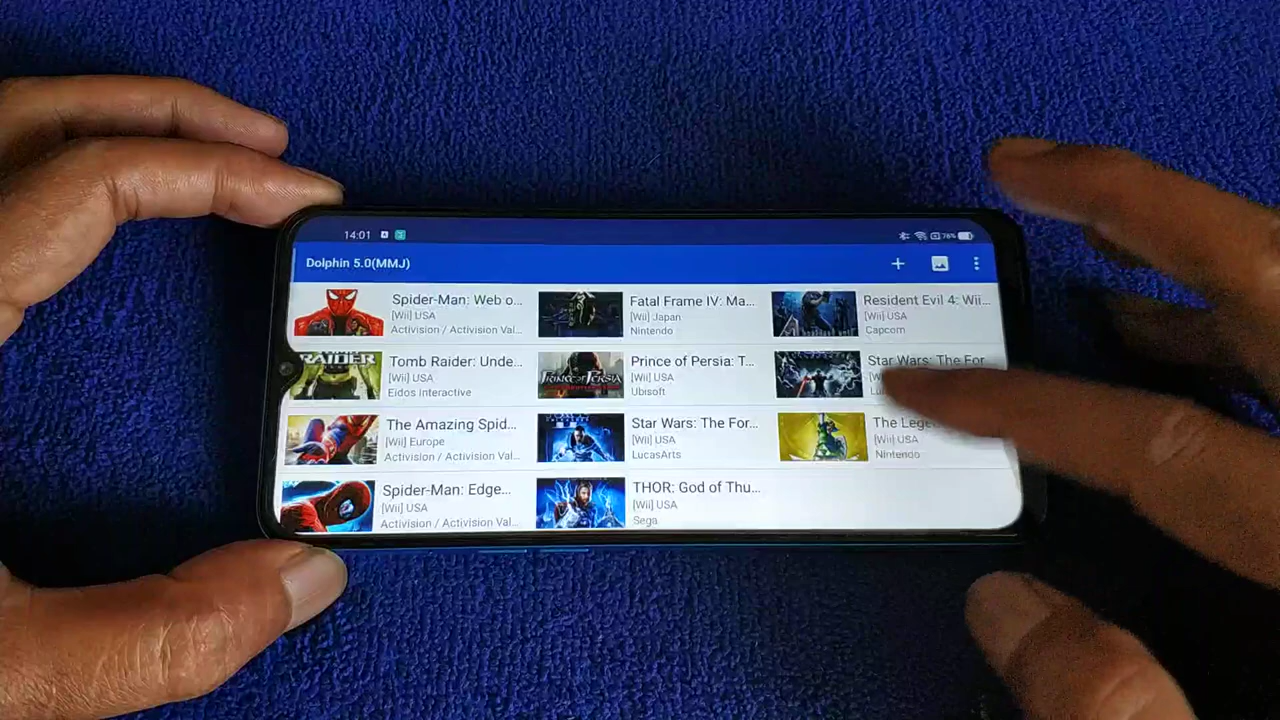 14:01
76%
Dolphin 5.0(MMJ)
Spider-Man: Web o...
[Wii] USA
Activision / Activision Val...
Fatal Frame IV: Ma...
[Wii] Japan
Nintendo
Resident Evil 4: Wii...
[Wii] USA
Capcom
RAIDER
Tomb Raider: Unde...
[Wii] USA
Eidos Interactive
PRINCE OF PERSIA
Prince of Persia: T...
[Wii] USA
Ubisoft
Star Wars: The For
The Amazing Spid...
[Wii] Europe
Activision / Activision Val...
Star Wars: The For...
[Wii] USA
LucasArts
The
[Wii] USA
Nintendo
Spider-Man: Edge...
[Wii] USA
Activision / Activision Val...
THOR: God of Thu...
[Wii] USA
Sega